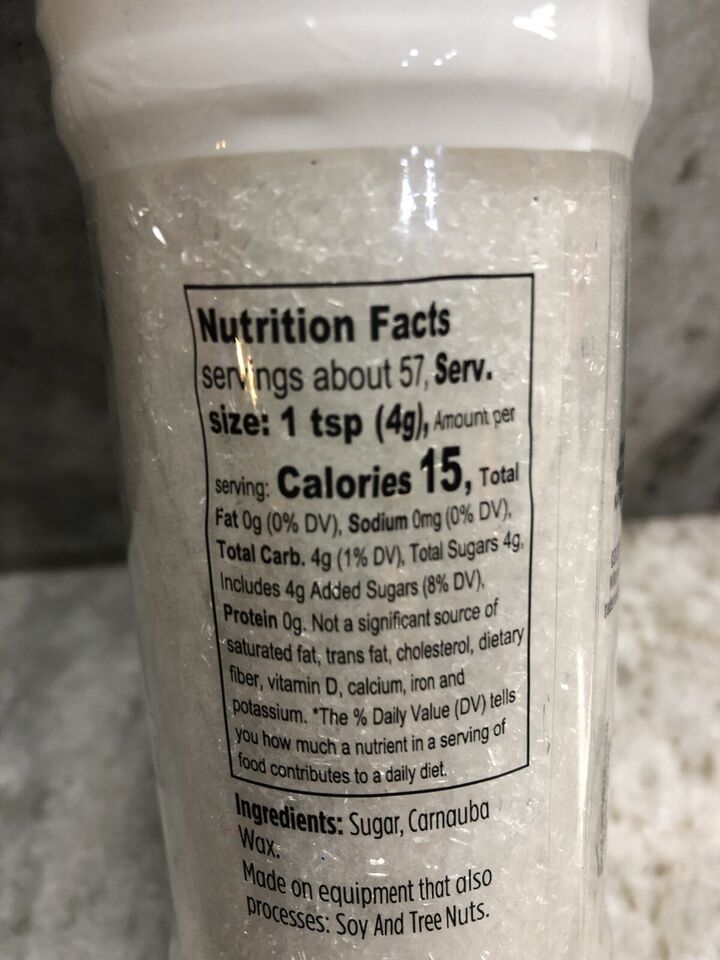 Nutrition Facts
servings about 57, Serv.
size: 1 tsp (4g), Amount per
serving: Calories 15, Total
Fat 0g (0% DV), Sodium 0mg (0% DV),
Total Carb. 4g (1% DV), Total Sugars 4g,
Includes 4g Added Sugars (8% DV),
Protein 0g. Not a significant source of
saturated fat, trans fat, cholesterol, dietary
fiber, vitamin D, calcium, iron and
potassium. *The % Daily Value (DV) tells
you how much a nutrient in a serving of
food contributes to a daily diet.
Ingredients: Sugar, Carnauba
Wax.
Made on equipment that also
processes: Soy And Tree Nuts.